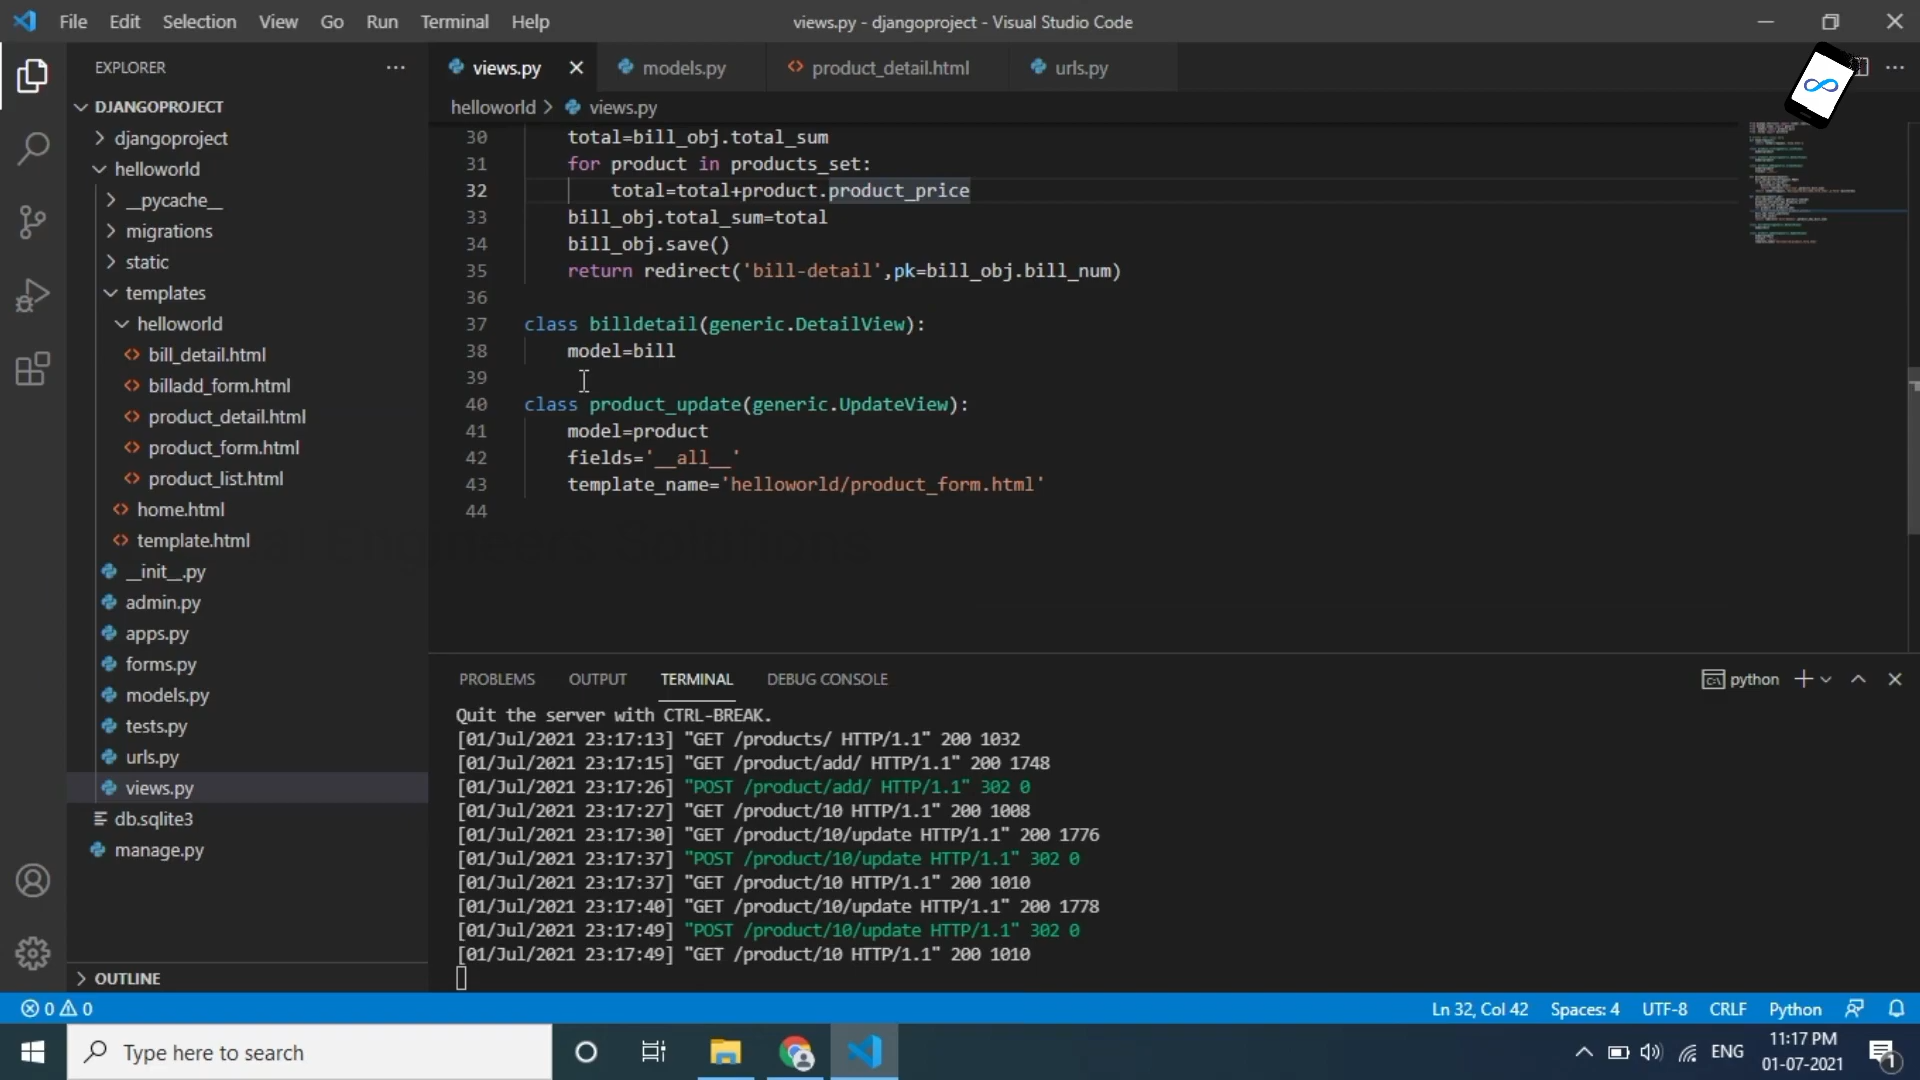 File Edit Selection View Go Run Terminal Help
views.py - djangoproject - Visual Studio Code
EXPLORER
DJANGOPROJECT
djangoproject
helloworld
__pycache__
migrations
static
templates
helloworld
bill_detail.html
billadd_form.html
product_detail.html
product_form.html
product_list.html
home.html
template.html
__init__.py
admin.py
apps.py
forms.py
models.py
tests.py
urls.py
views.py
db.sqlite3
manage.py
OUTLINE
views.py models.py product_detail.html urls.py
helloworld > views.py
30 total=bill_obj.total_sum
31 for product in products_set:
32 total=total+product.product_price
33 bill_obj.total_sum=total
34 bill_obj.save()
35 return redirect('bill-detail',pk=bill_obj.bill_num)
36
37 class billdetail(generic.DetailView):
38 model=bill
39
40 class product_update(generic.UpdateView):
41 model=product
42 fields='__all__'
43 template_name='helloworld/product_form.html'
44
Engineers Solutions
PROBLEMS OUTPUT TERMINAL DEBUG CONSOLE
python
Quit the server with CTRL-BREAK.
[01/Jul/2021 23:17:13] "GET /products/ HTTP/1.1" 200 1032
[01/Jul/2021 23:17:15] "GET /product/add/ HTTP/1.1" 200 1748
[01/Jul/2021 23:17:26] "POST /product/add/ HTTP/1.1" 302 0
[01/Jul/2021 23:17:27] "GET /product/10 HTTP/1.1" 200 1008
[01/Jul/2021 23:17:30] "GET /product/10/update HTTP/1.1" 200 1776
[01/Jul/2021 23:17:37] "POST /product/10/update HTTP/1.1" 302 0
[01/Jul/2021 23:17:37] "GET /product/10 HTTP/1.1" 200 1010
[01/Jul/2021 23:17:40] "GET /product/10/update HTTP/1.1" 200 1778
[01/Jul/2021 23:17:49] "POST /product/10/update HTTP/1.1" 302 0
[01/Jul/2021 23:17:49] "GET /product/10 HTTP/1.1" 200 1010
0 0
Ln 32, Col 42 Spaces: 4 UTF-8 CRLF Python
Type here to search
ENG
11:17 PM
01-07-2021
1